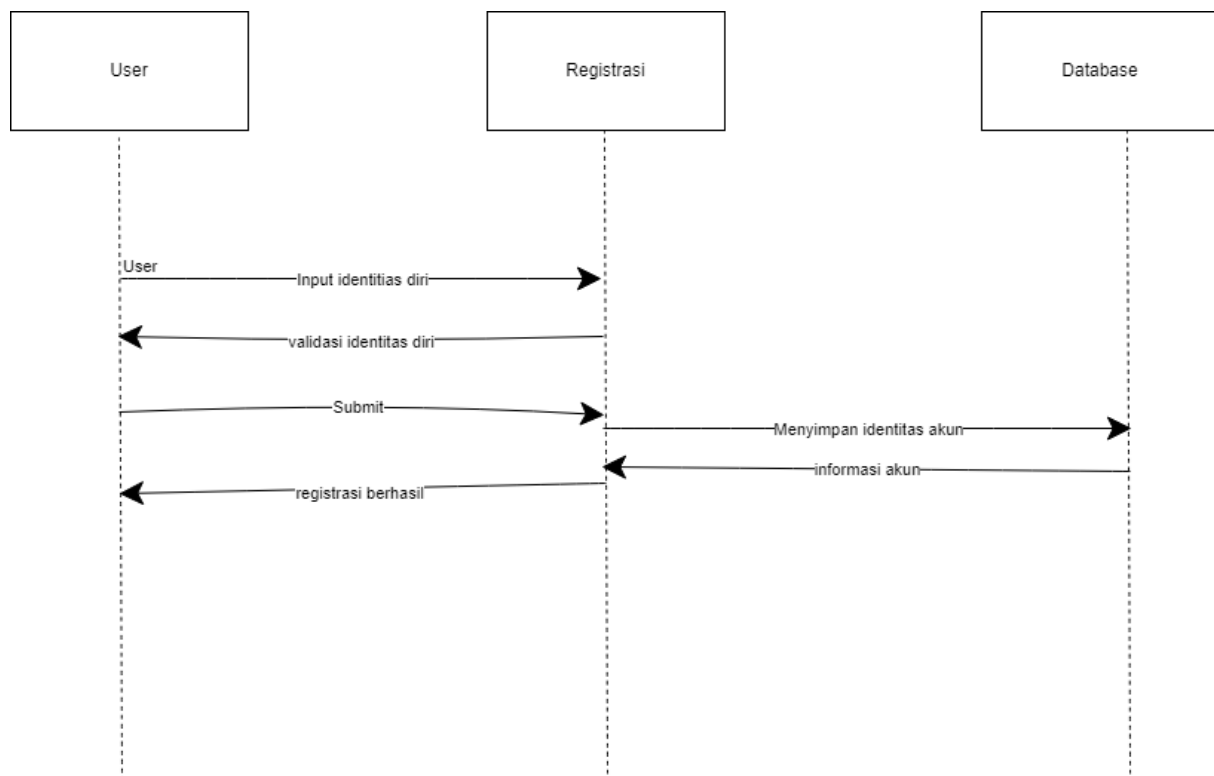 User
Registrasi
Database
User
Input identitias diri
validasi identitas diri
Submit
Menyimpan identitas akun
informasi akun
registrasi berhasil